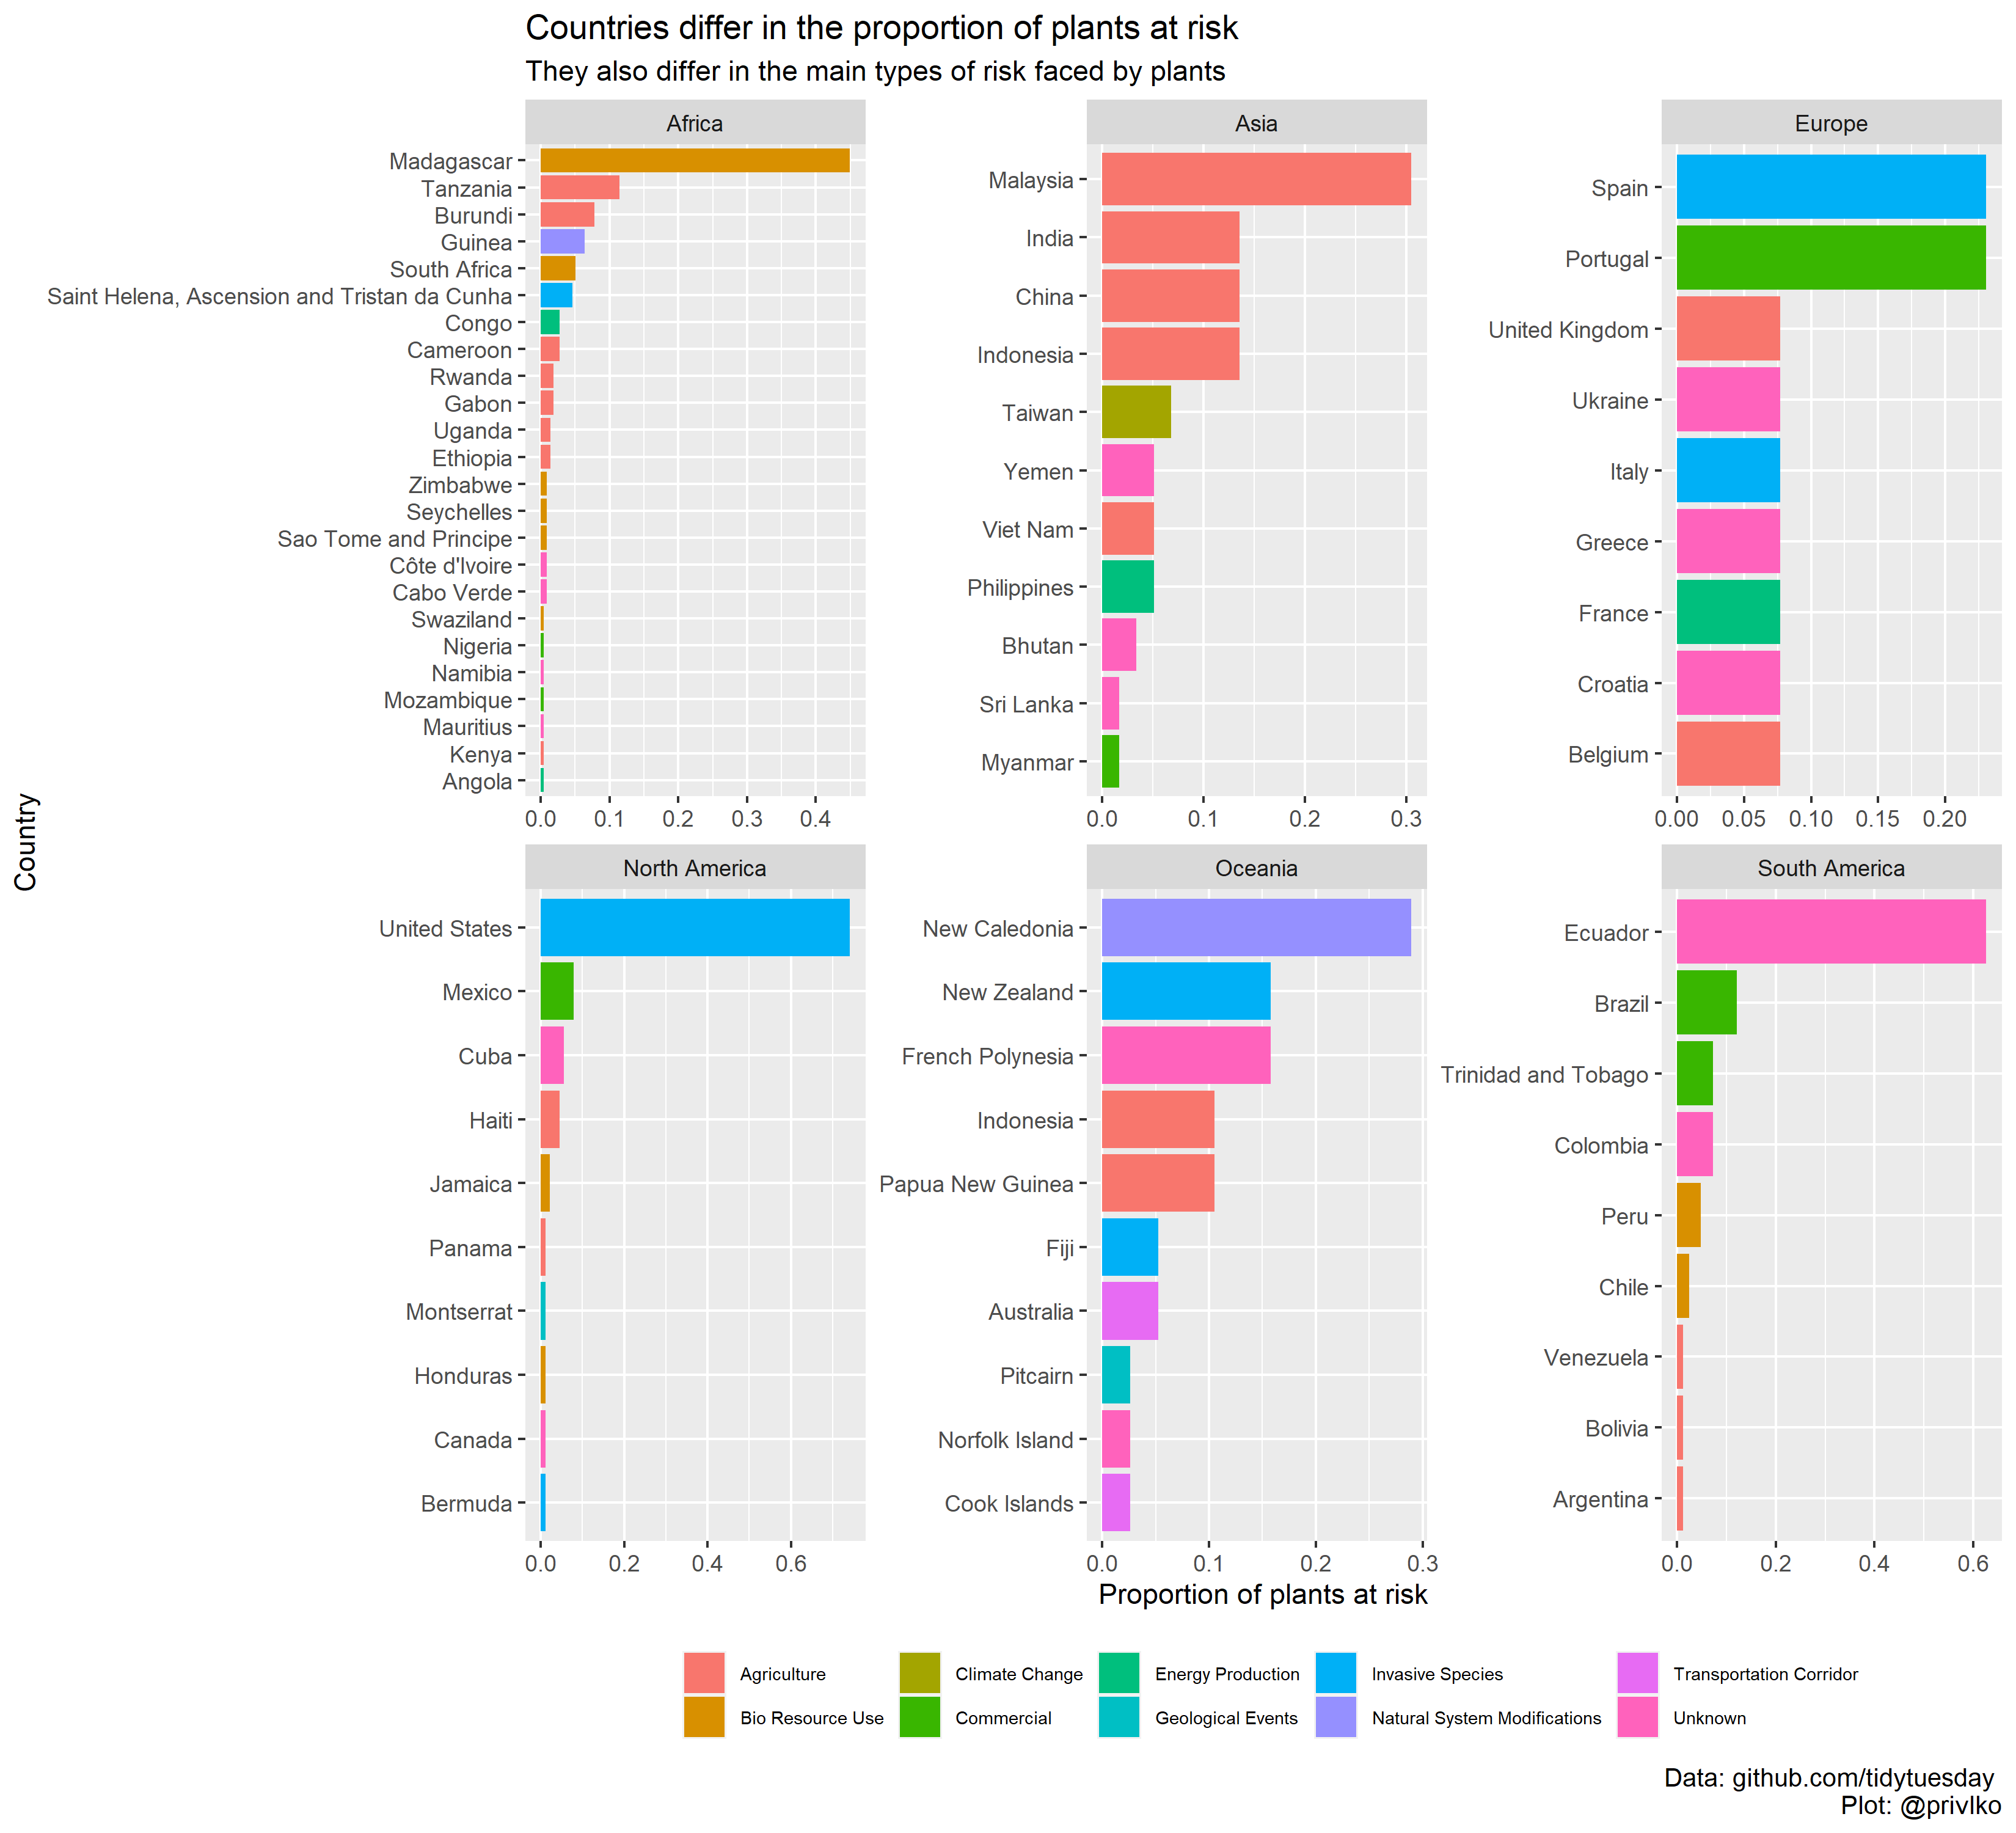 Countries differ in the proportion of plants at risk
They also differ in the main types of risk faced by plants
Country
Africa
Madagascar
Tanzania
Burundi
Guinea
South Africa
Saint Helena, Ascension and Tristan da Cunha
Congo
Cameroon
Rwanda
Gabon
Uganda
Ethiopia
Zimbabwe
Seychelles
Sao Tome and Principe
Côte d'Ivoire
Cabo Verde
Swaziland
Nigeria
Namibia
Mozambique
Mauritius
Kenya
Angola
0.0 0.1 0.2 0.3 0.4
Asia
Malaysia
India
China
Indonesia
Taiwan
Yemen
Viet Nam
Philippines
Bhutan
Sri Lanka
Myanmar
0.0 0.1 0.2 0.3
Europe
Spain
Portugal
United Kingdom
Ukraine
Italy
Greece
France
Croatia
Belgium
0.00 0.05 0.10 0.15 0.20
North America
United States
Mexico
Cuba
Haiti
Jamaica
Panama
Montserrat
Honduras
Canada
Bermuda
0.0 0.2 0.4 0.6
Oceania
New Caledonia
New Zealand
French Polynesia
Indonesia
Papua New Guinea
Fiji
Australia
Pitcairn
Norfolk Island
Cook Islands
0.0 0.1 0.2 0.3
South America
Ecuador
Brazil
Trinidad and Tobago
Colombia
Peru
Chile
Venezuela
Bolivia
Argentina
0.0 0.2 0.4 0.6
Proportion of plants at risk
Agriculture Climate Change Energy Production Invasive Species Transportation Corridor
Bio Resource Use Commercial Geological Events Natural System Modifications Unknown
Data: github.com/tidytuesday
Plot: @privlko